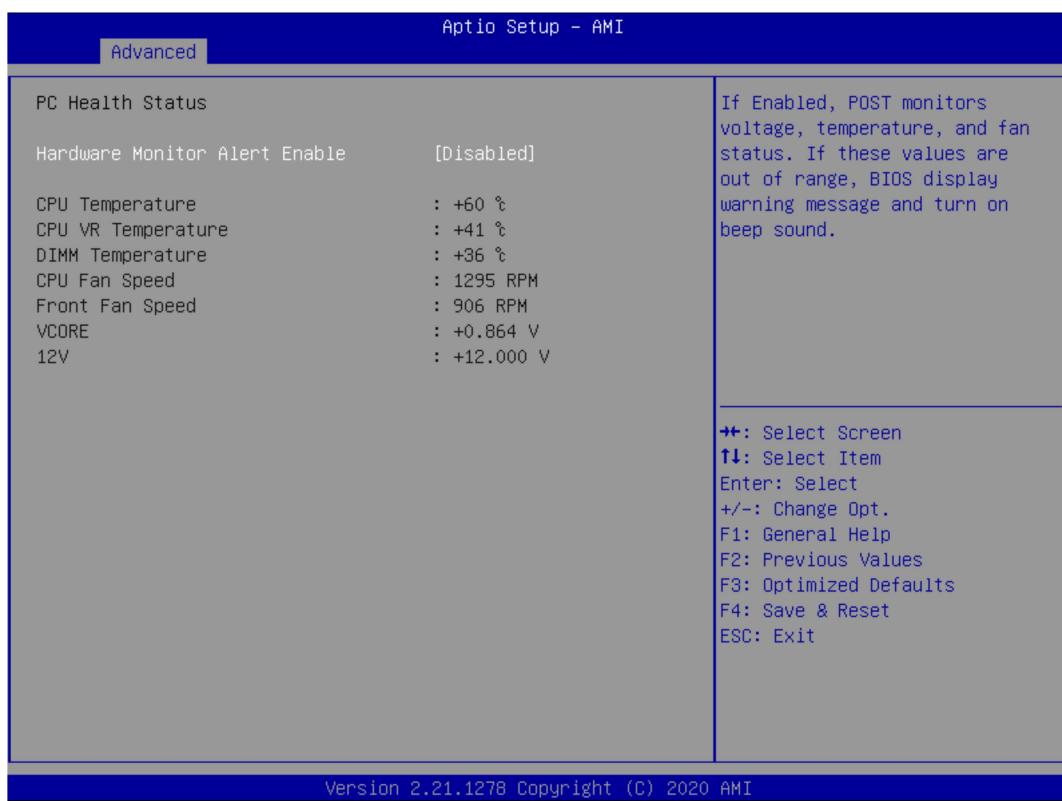 Aptio Setup – AMI
Advanced
PC Health Status
Hardware Monitor Alert Enable [Disabled]
CPU Temperature : +60 ℃
CPU VR Temperature : +41 ℃
DIMM Temperature : +36 ℃
CPU Fan Speed : 1295 RPM
Front Fan Speed : 906 RPM
VCORE : +0.864 V
12V : +12.000 V
If Enabled, POST monitors
voltage, temperature, and fan
status. If these values are
out of range, BIOS display
warning message and turn on
beep sound.
→←: Select Screen
↑↓: Select Item
Enter: Select
+/-: Change Opt.
F1: General Help
F2: Previous Values
F3: Optimized Defaults
F4: Save & Reset
ESC: Exit
Version 2.21.1278 Copyright (C) 2020 AMI